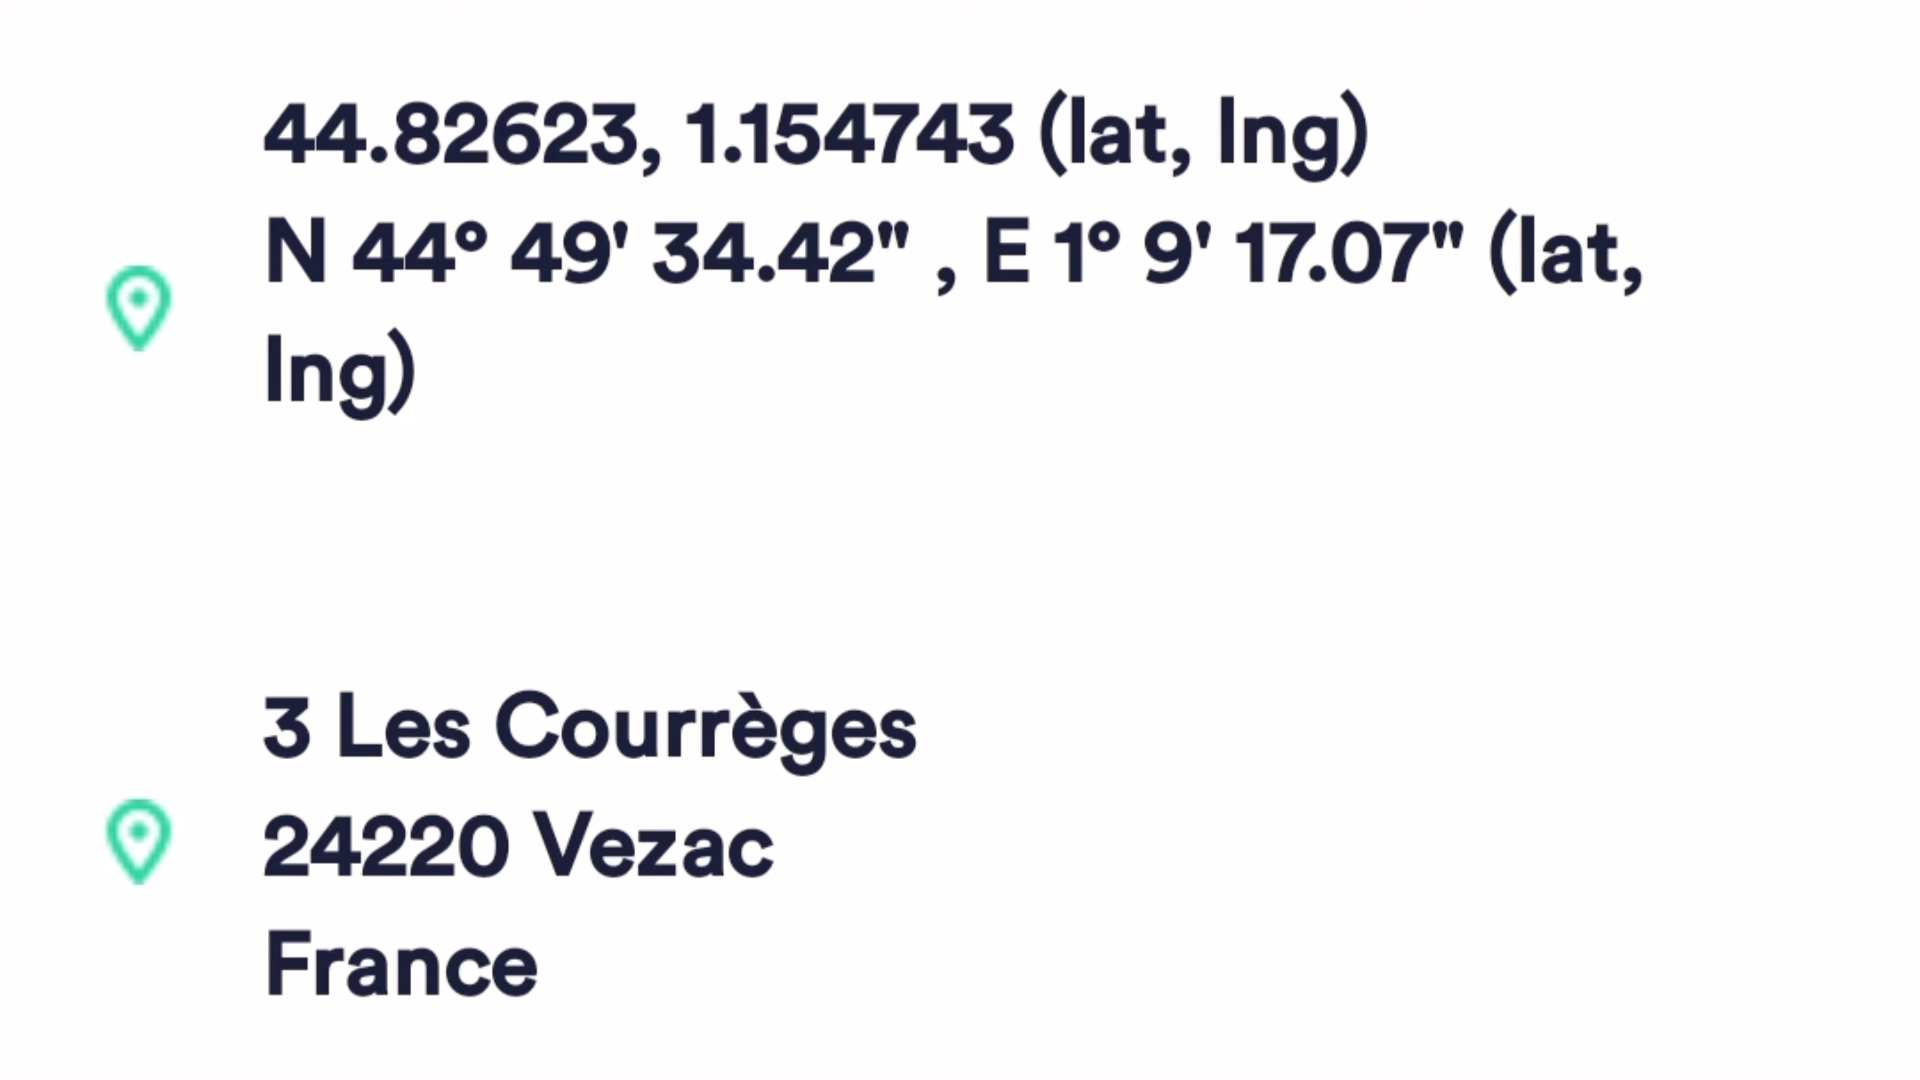 44.82623, 1.154743 (lat, lng)
N 44° 49' 34.42" , E 1° 9' 17.07" (lat,
lng)
3 Les Courrèges
24220 Vezac
France